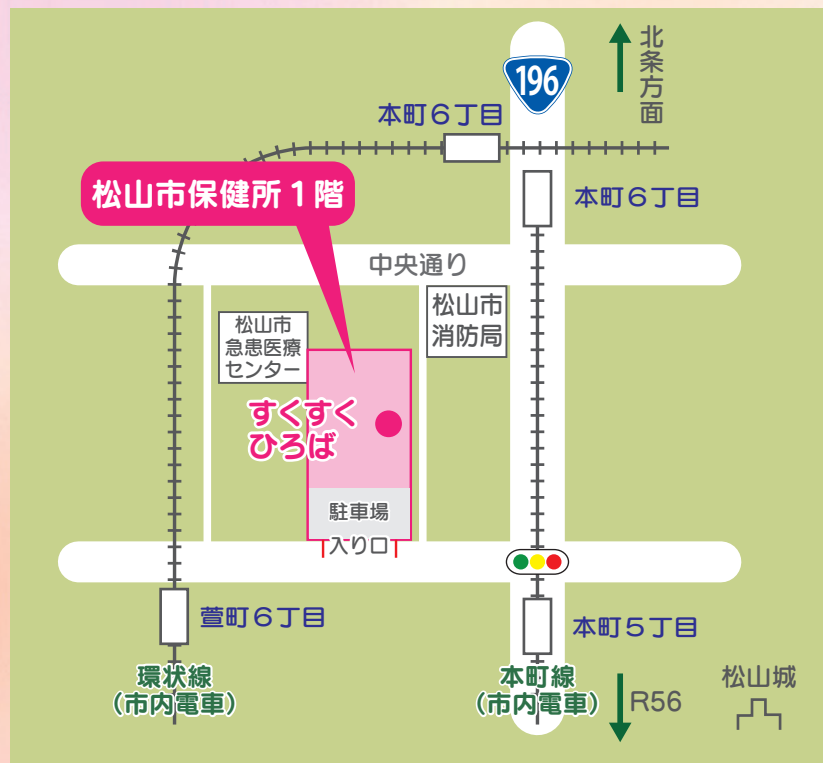 196
北条方面
本町6丁目
松山市保健所1階
本町6丁目
中央通り
松山市
急患医療
センター
松山市
消防局
すくすく
ひろば
駐車場
入り口
萱町6丁目
本町5丁目
環状線
(市内電車)
本町線
(市内電車)
R56
松山城